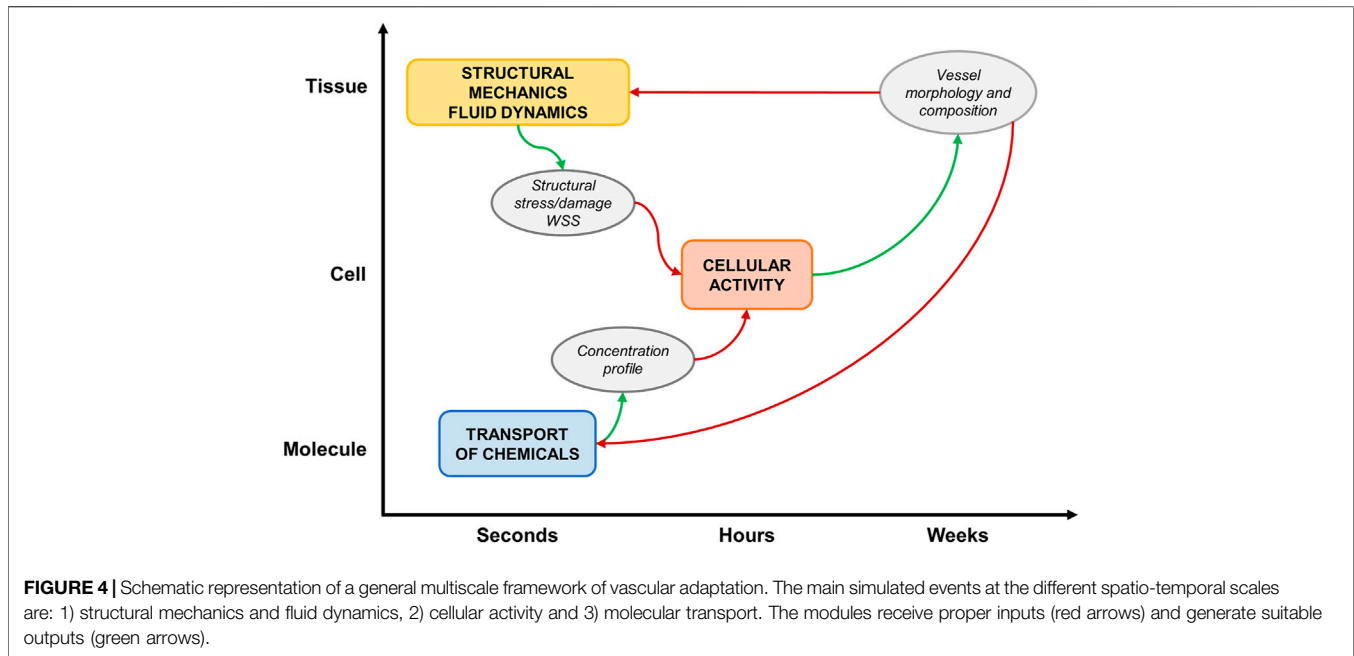 Tissue
STRUCTURAL
MECHANICS
FLUID DYNAMICS
Vessel
morphology and
composition
Structural
stress/damage
WSS
Cell
CELLULAR
ACTIVITY
Concentration
profile
Molecule
TRANSPORT
OF CHEMICALS
Seconds
Hours
Weeks
FIGURE 4 | Schematic representation of a general multiscale framework of vascular adaptation. The main simulated events at the different spatio-temporal scales
are: 1) structural mechanics and fluid dynamics, 2) cellular activity and 3) molecular transport. The modules receive proper inputs (red arrows) and generate suitable
outputs (green arrows).